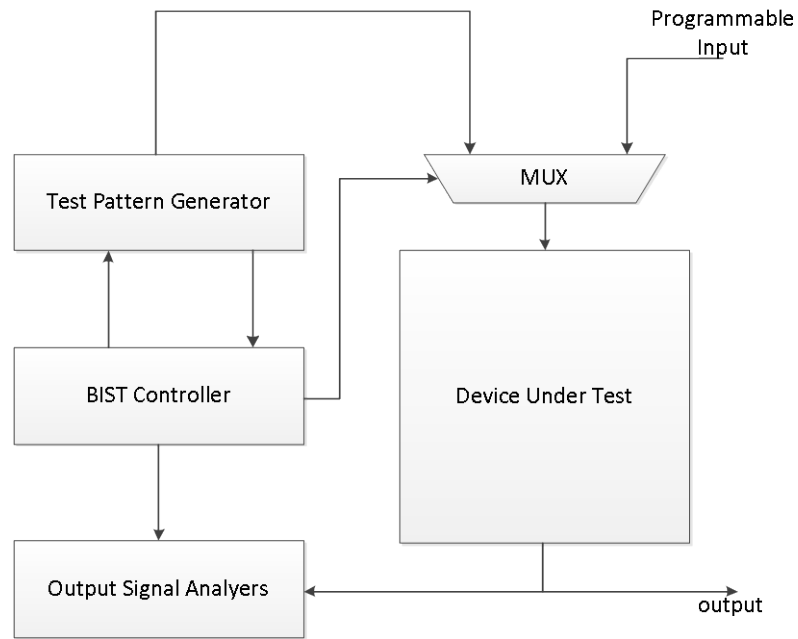 Programmable
Input
MUX
Test Pattern Generator
BIST Controller
Device Under Test
Output Signal Analyers
output